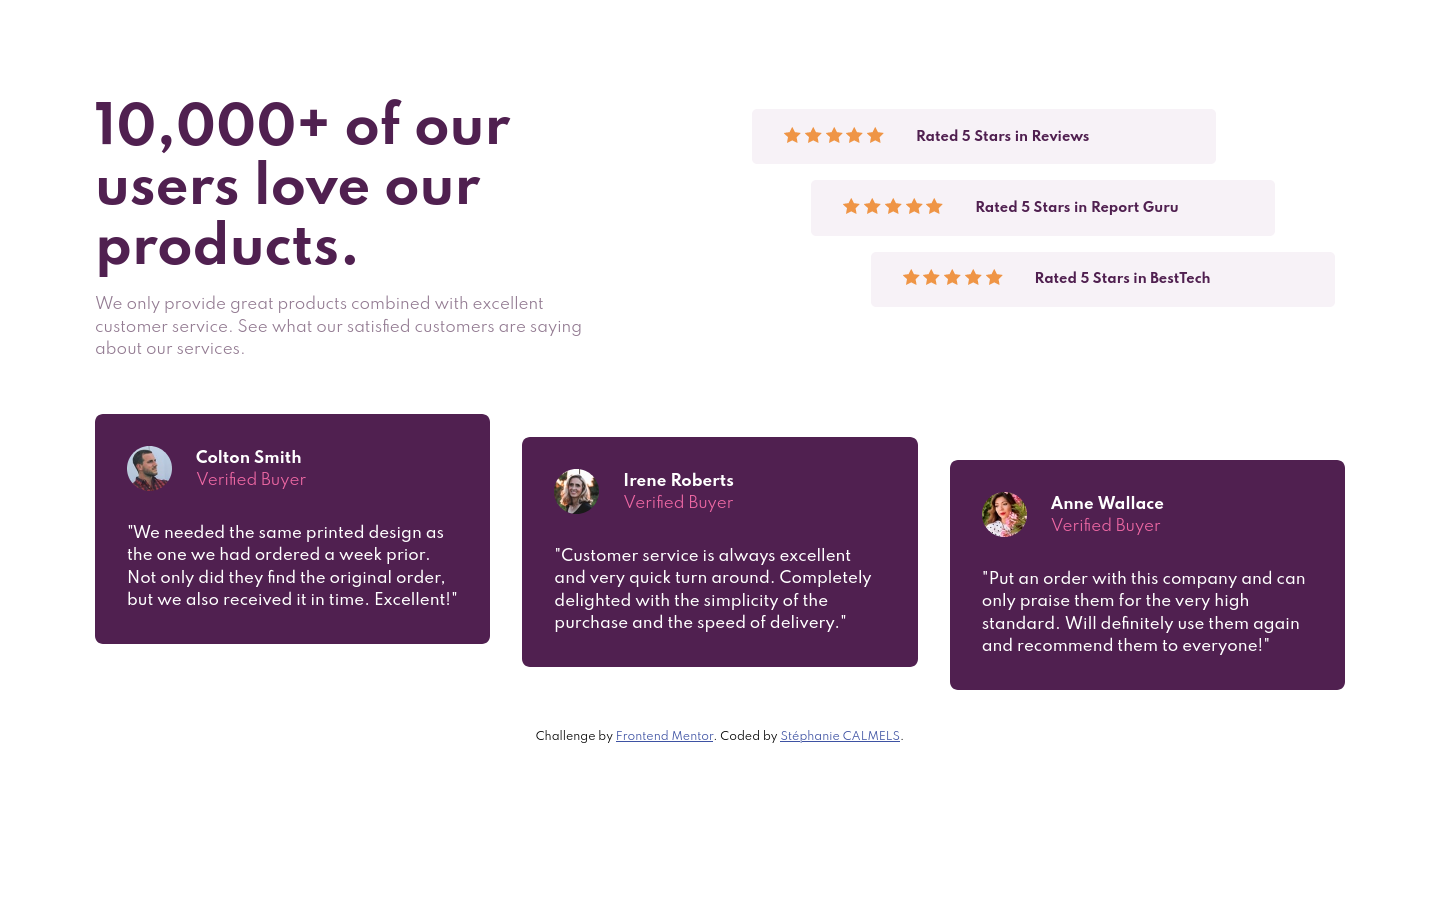 10,000+ of our
users love our
products.
We only provide great products combined with excellent
customer service. See what our satisfied customers are saying
about our services.
Rated 5 Stars in Reviews
Rated 5 Stars in Report Guru
Rated 5 Stars in BestTech
Colton Smith
Verified Buyer
"We needed the same printed design as
the one we had ordered a week prior.
Not only did they find the original order,
but we also received it in time. Excellent!"
Irene Roberts
Verified Buyer
"Customer service is always excellent
and very quick turn around. Completely
delighted with the simplicity of the
purchase and the speed of delivery."
Anne Wallace
Verified Buyer
"Put an order with this company and can
only praise them for the very high
standard. Will definitely use them again
and recommend them to everyone!"
Challenge by Frontend Mentor. Coded by Stéphanie CALMELS.